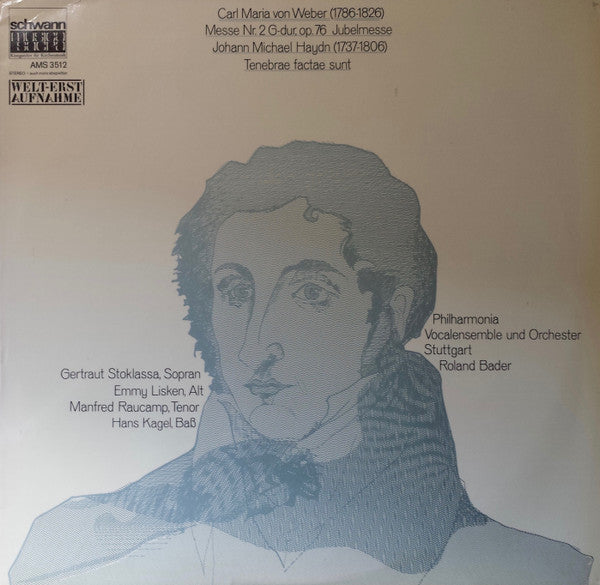 schwann
AMS 3512
WELT-ERST
AUFNAHME
Carl Maria von Weber (1786-1826)
Messe Nr. 2 G-dur, op. 76 Jubelmesse
Johann Michael Haydn (1737-1806)
Tenebrae factae sunt
Philharmonia
Vocalensemble und Orchester
Stuttgart
Roland Bader
Gertraut Stoklassa, Sopran
Emmy Lisken, Alt
Manfred Raucamp, Tenor
Hans Kagel, Baß